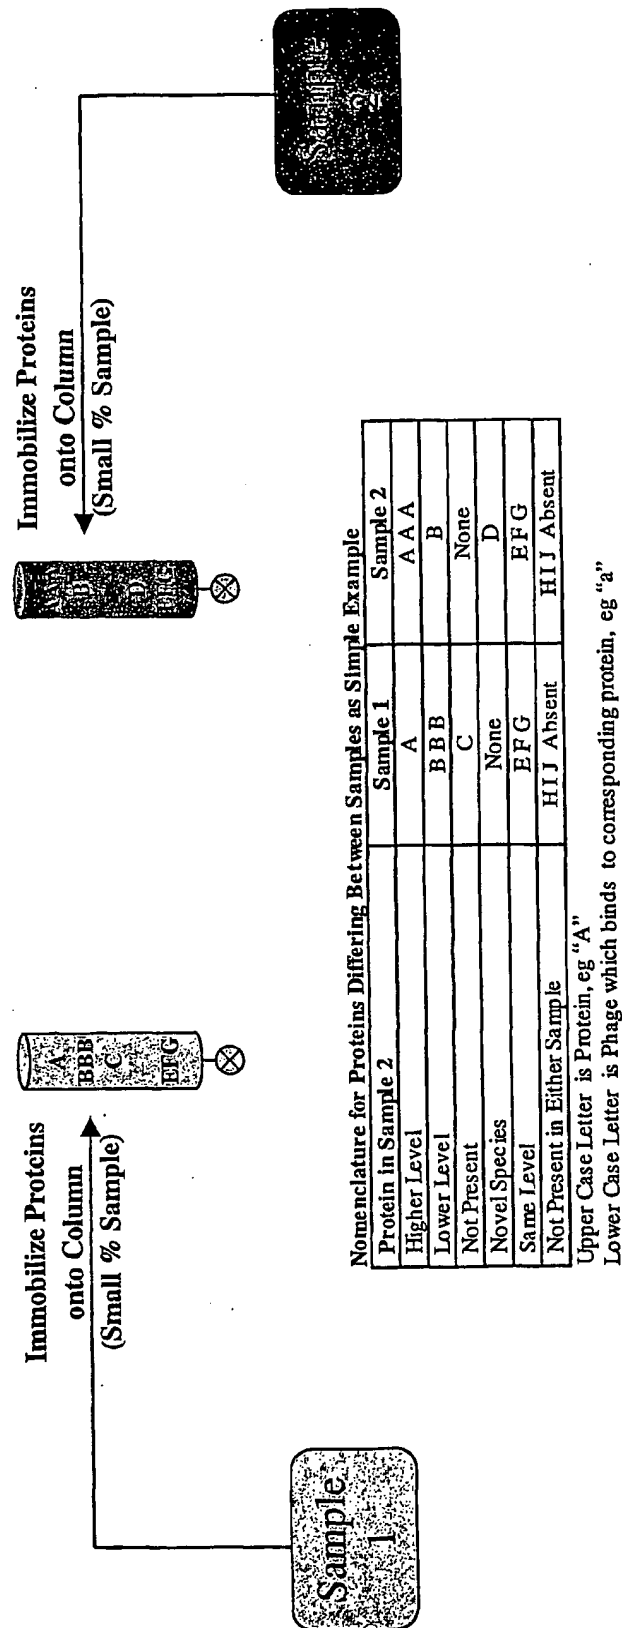 Immobilize Proteins
onto Column
(Small % Sample)
Immobilize Proteins
onto Column
(Small % Sample)
A
BBB
C
EFG
AAA
B
D
EFG
Sample
1
Sample
2
Nomenclature for Proteins Differing Between Samples as Simple Example
Protein in Sample 2 Sample 1 Sample 2
Higher Level A A A A
Lower Level B B B B
Not Present C None
Novel Species None D
Same Level E F G E F G
Not Present in Either Sample H I J Absent H I J Absent
Upper Case Letter is Protein, eg "A"
Lower Case Letter is Phage which binds to corresponding protein, eg "a"